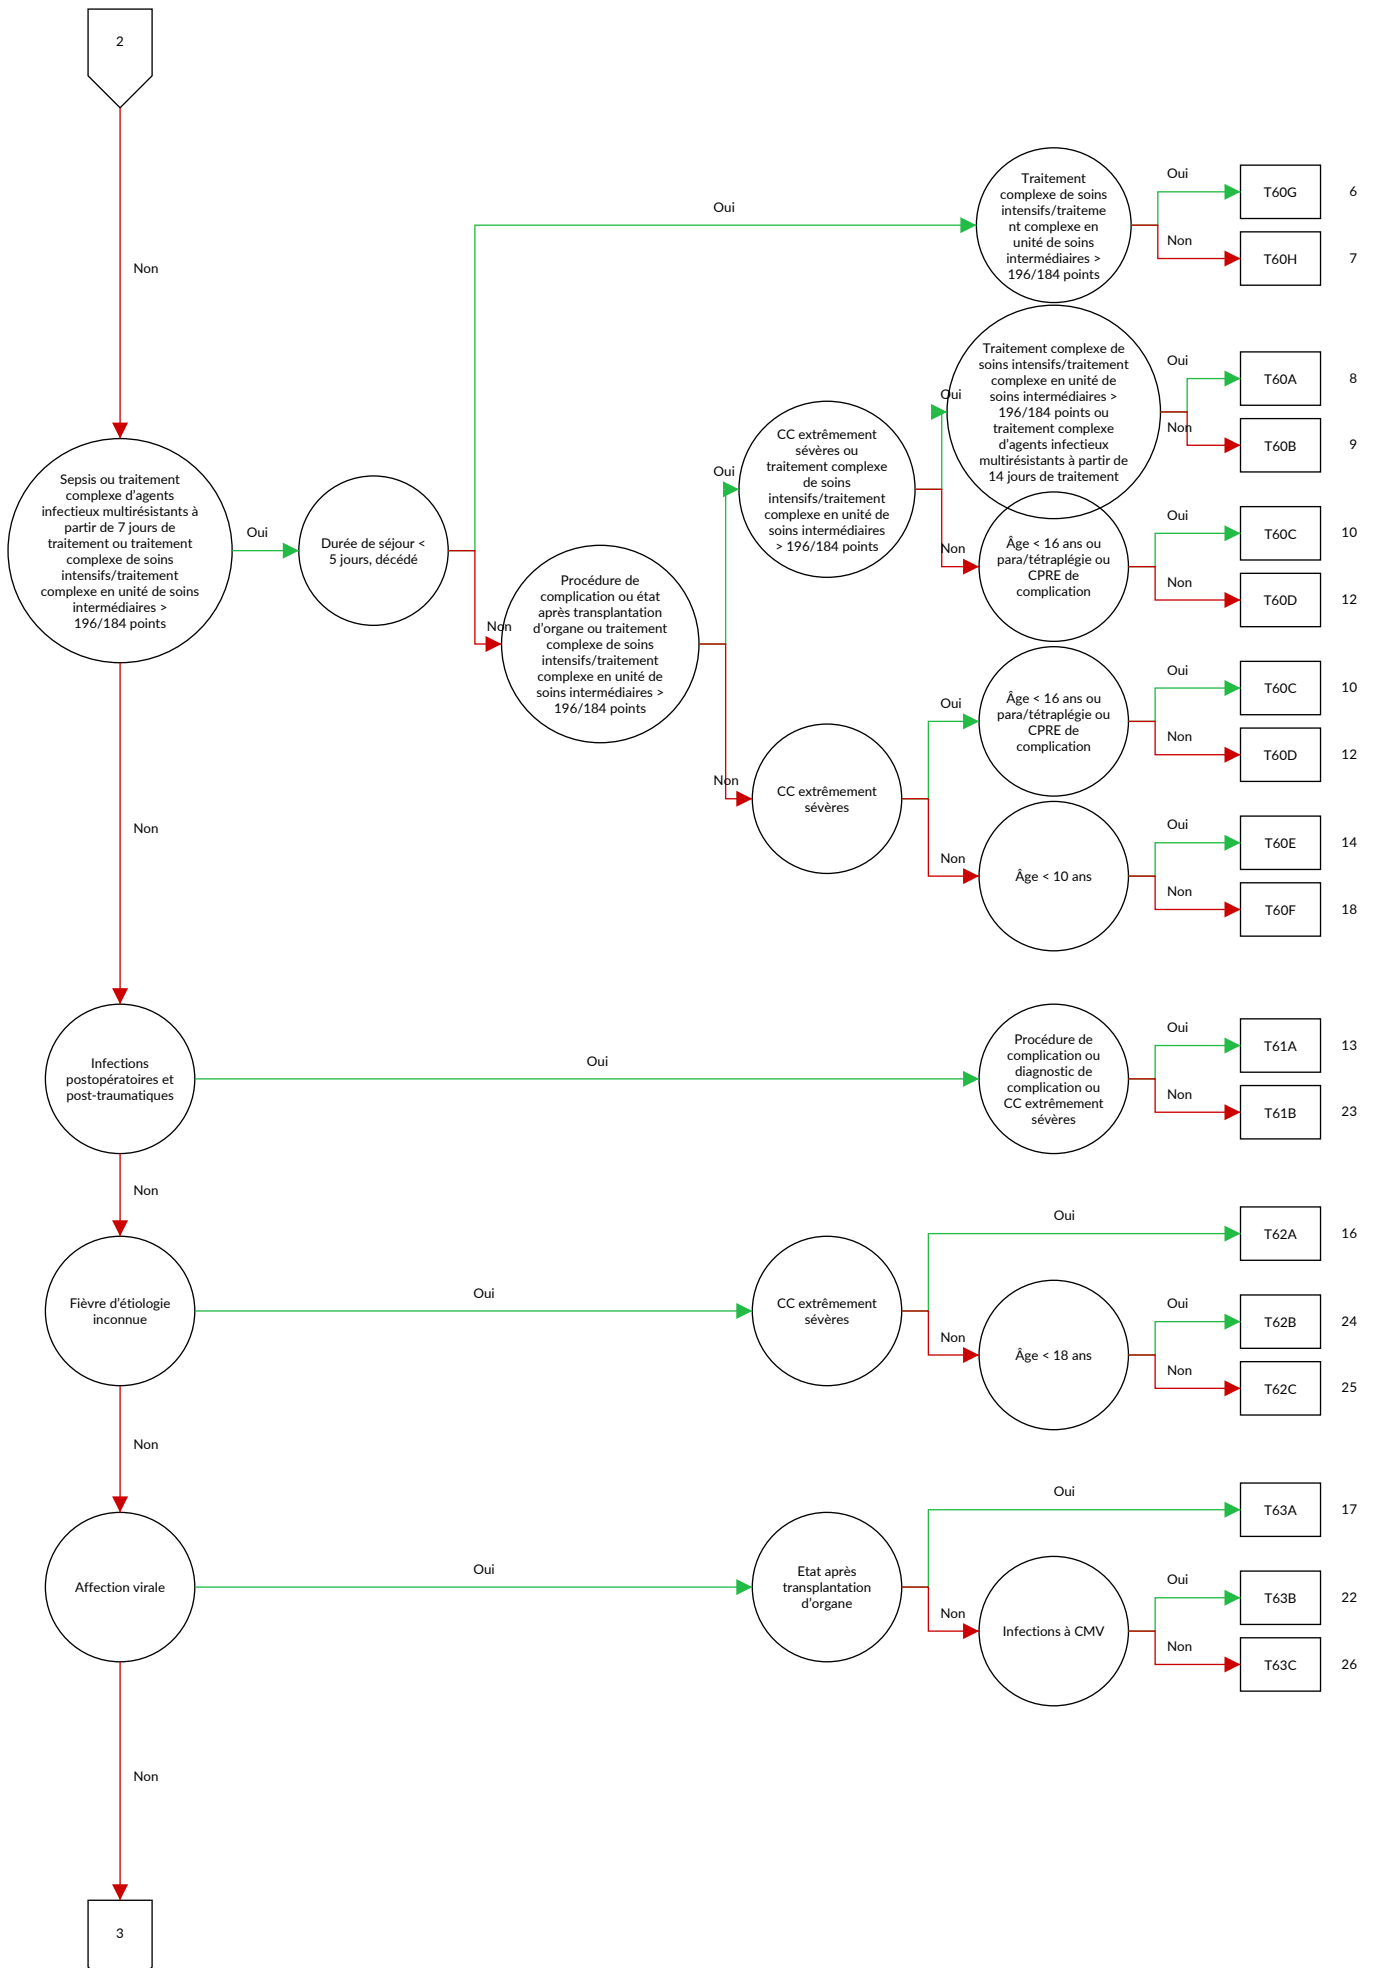 2
Non
Sepsis ou traitement
complexe d'agents
infectieux multirésistants à
partir de 7 jours de
traitement ou traitement
complexe de soins
intensifs/traitement
complexe en unité de soins
intermédiaires >
196/184 points
Oui
Durée de séjour <
5 jours, décédé
Oui
Traitement
complexe de soins
intensifs/traiteme
nt complexe en
unité de soins
intermédiaires >
196/184 points
Oui
T60G
6
Non
T60H
7
Non
Procédure de
complication ou état
après transplantation
d'organe ou traitement
complexe de soins
intensifs/traitement
complexe en unité de
soins intermédiaires >
196/184 points
Oui
CC extrêmement
sévères ou
traitement complexe
de soins
intensifs/traitement
complexe en unité de
soins intermédiaires
> 196/184 points
Oui
Traitement complexe de
soins intensifs/traitement
complexe en unité de
soins intermédiaires >
196/184 points ou
traitement complexe
d'agents infectieux
multirésistants à partir de
14 jours de traitement
Oui
T60A
8
Non
T60B
9
Non
Âge < 16 ans ou
para/tétraplégie ou
CPRE de
complication
Oui
T60C
10
Non
T60D
12
Non
CC extrêmement
sévères
Oui
Âge < 16 ans ou
para/tétraplégie ou
CPRE de
complication
Oui
T60C
10
Non
T60D
12
Non
Âge < 10 ans
Oui
T60E
14
Non
T60F
18
Non
Infections
postopératoires et
post-traumatiques
Oui
Procédure de
complication ou
diagnostic de
complication ou
CC extrêmement
sévères
Oui
T61A
13
Non
T61B
23
Non
Fièvre d'étiologie
inconnue
Oui
CC extrêmement
sévères
Oui
T62A
16
Non
Âge < 18 ans
Oui
T62B
24
Non
T62C
25
Non
Affection virale
Oui
Etat après
transplantation
d'organe
Oui
T63A
17
Non
Infections à CMV
Oui
T63B
22
Non
T63C
26
Non
3